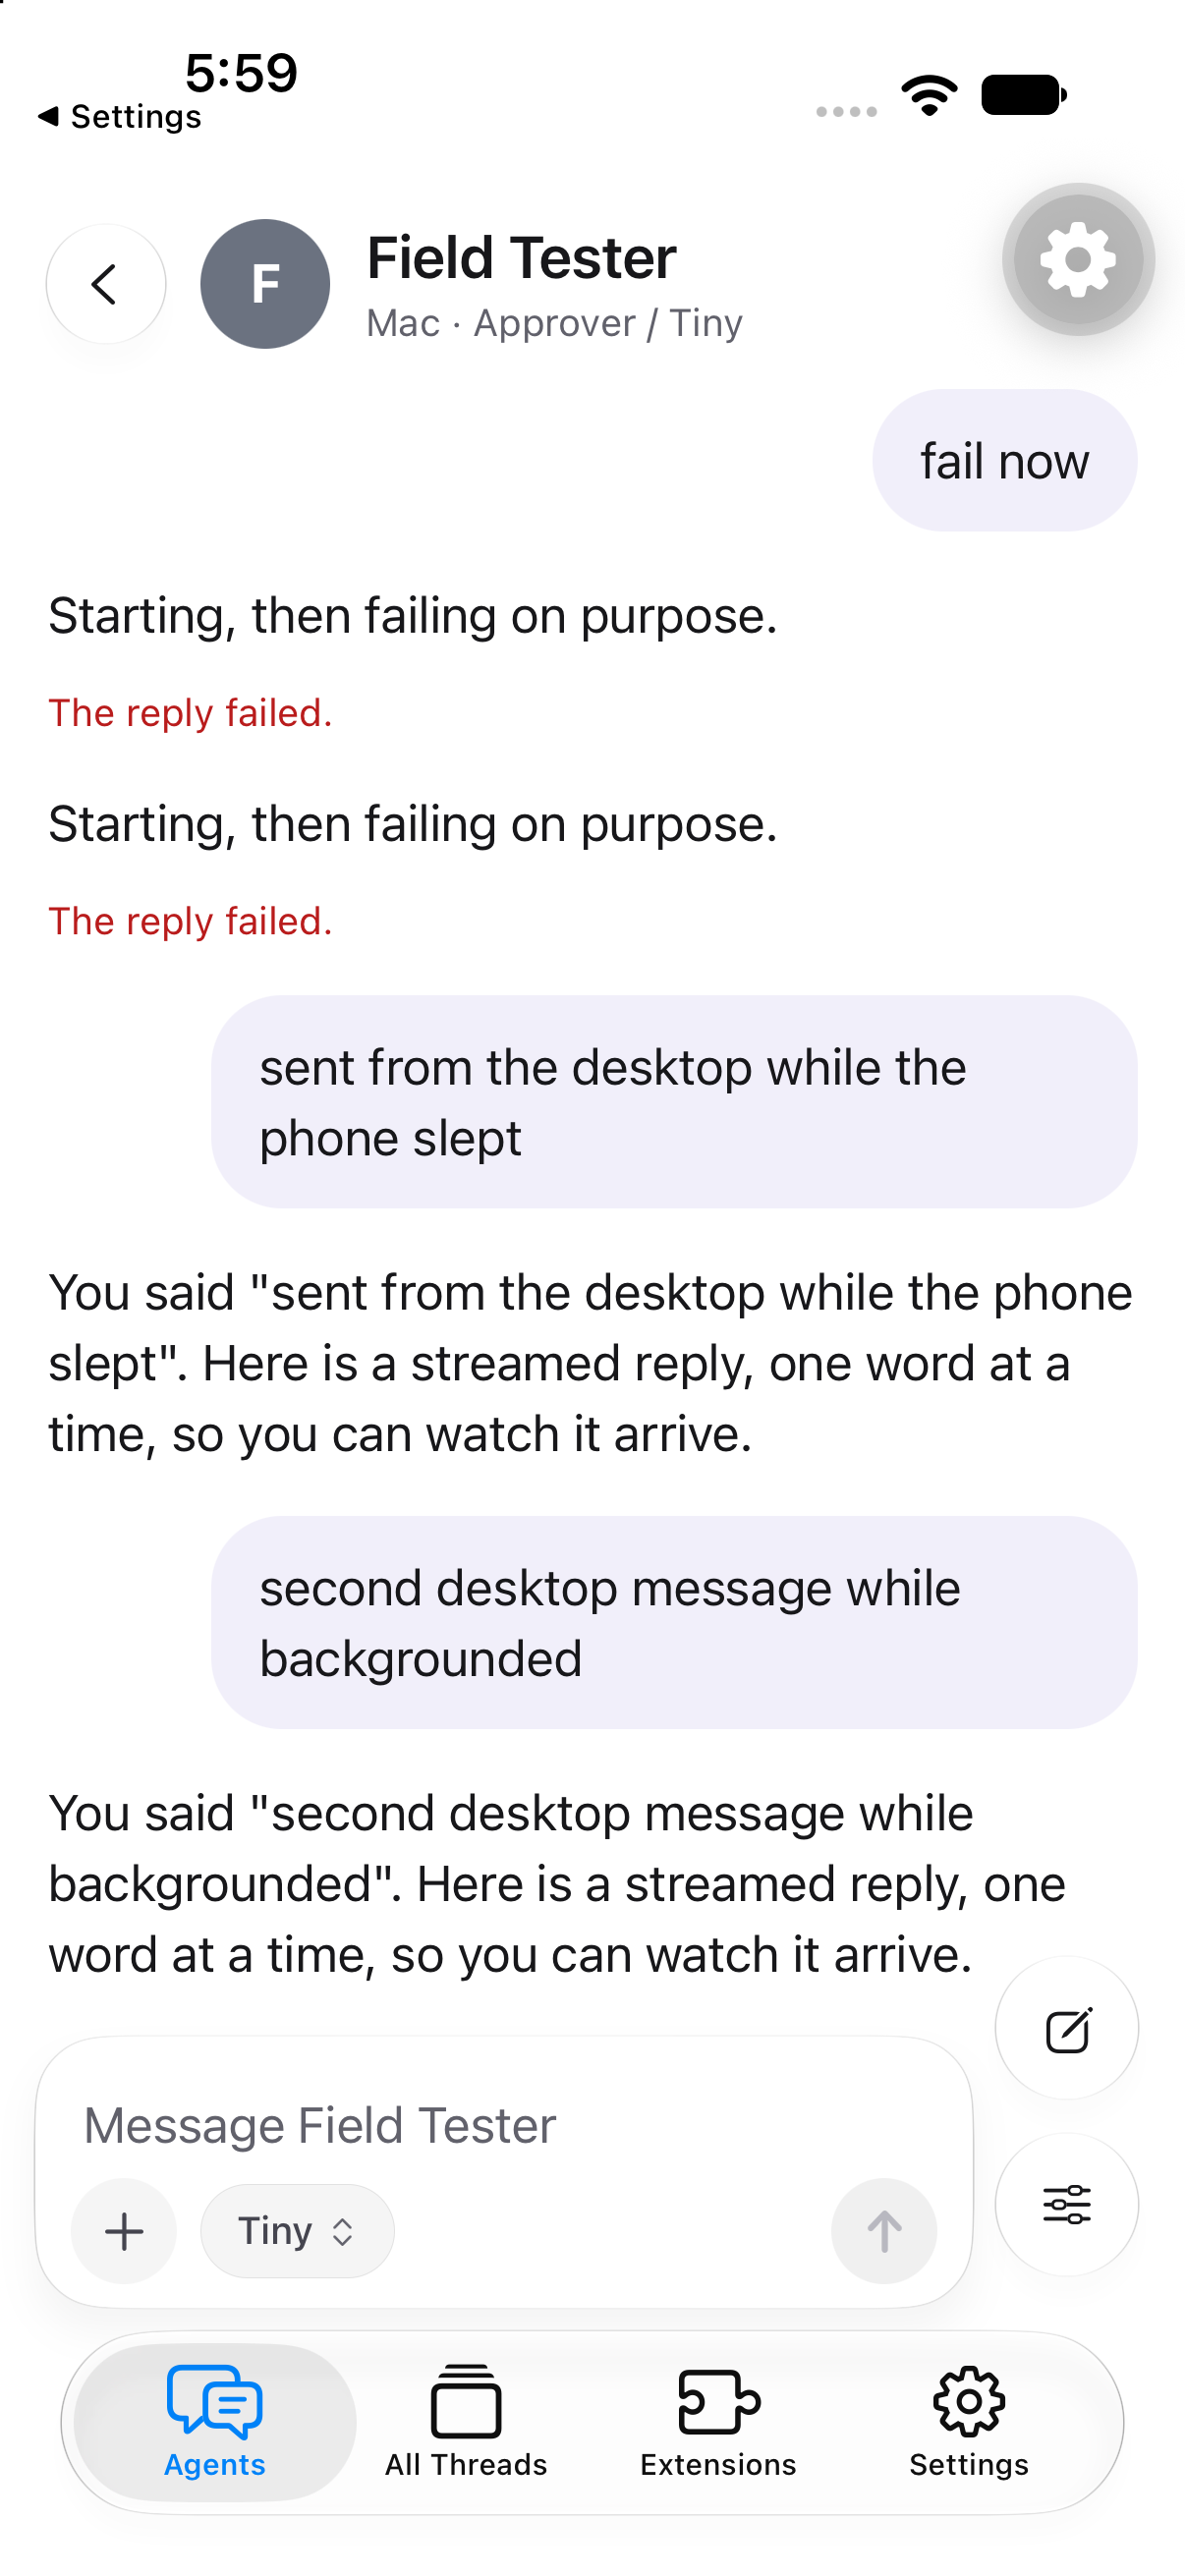 5:59
Settings
F
Field Tester
Mac · Approver / Tiny
fail now
Starting, then failing on purpose.
The reply failed.
Starting, then failing on purpose.
The reply failed.
sent from the desktop while the
phone slept
You said "sent from the desktop while the phone
slept". Here is a streamed reply, one word at a
time, so you can watch it arrive.
second desktop message while
backgrounded
You said "second desktop message while
backgrounded". Here is a streamed reply, one
word at a time, so you can watch it arrive.
Message Field Tester
Tiny
Agents
All Threads
Extensions
Settings